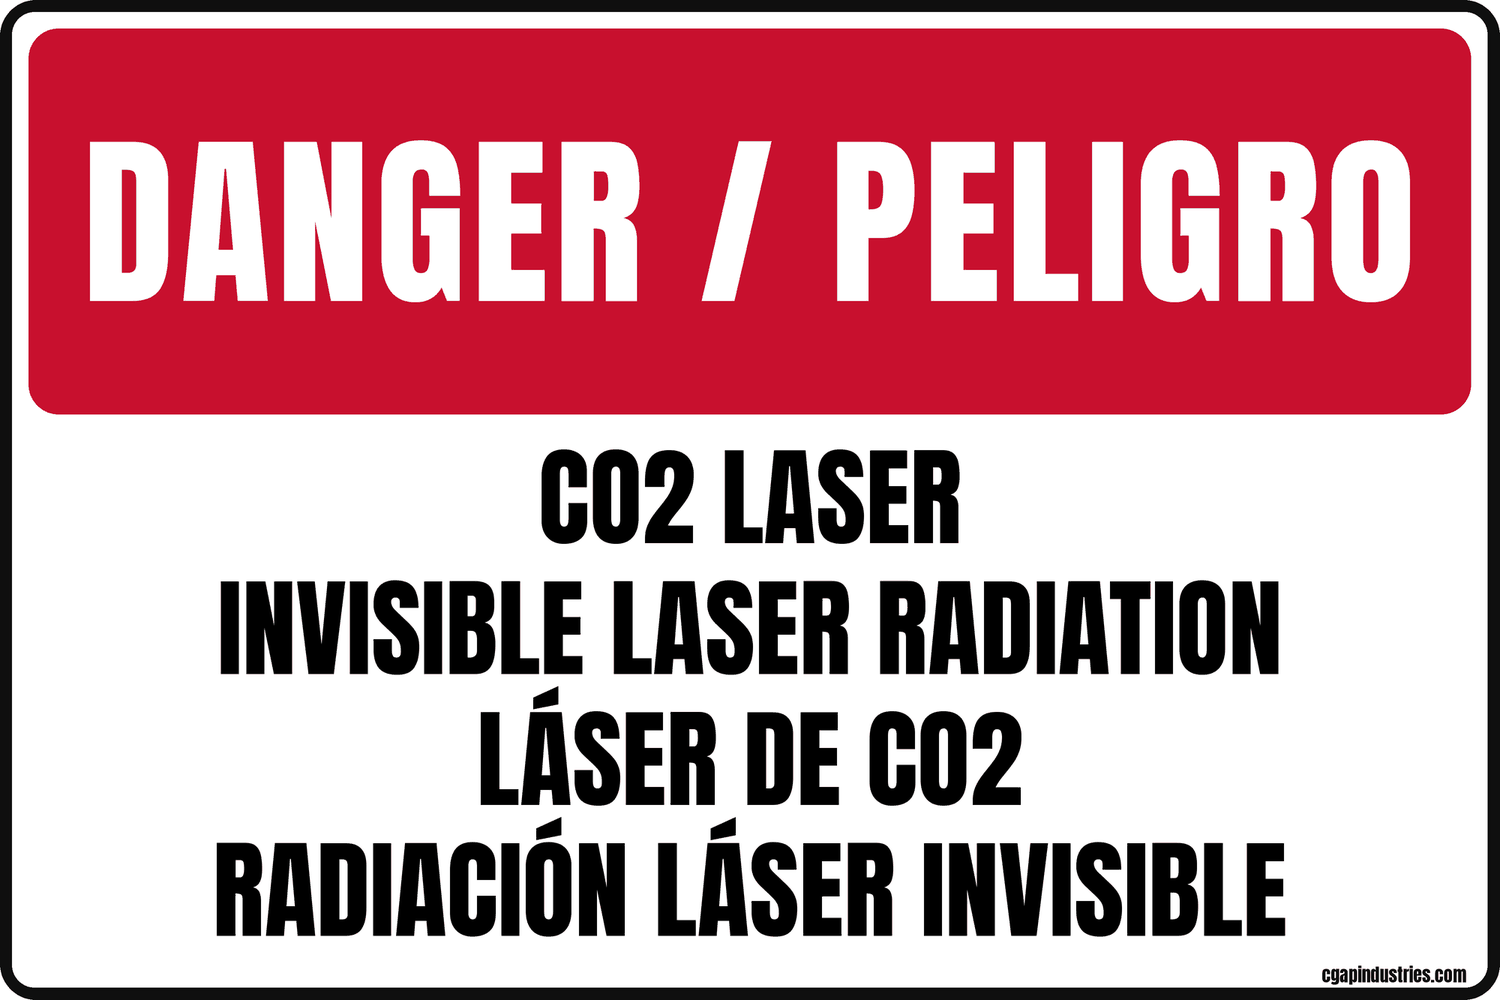 DANGER / PELIGRO
CO2 LASER
INVISIBLE LASER RADIATION
LÁSER DE CO2
RADIACIÓN LÁSER INVISIBLE
cgapindustries.com